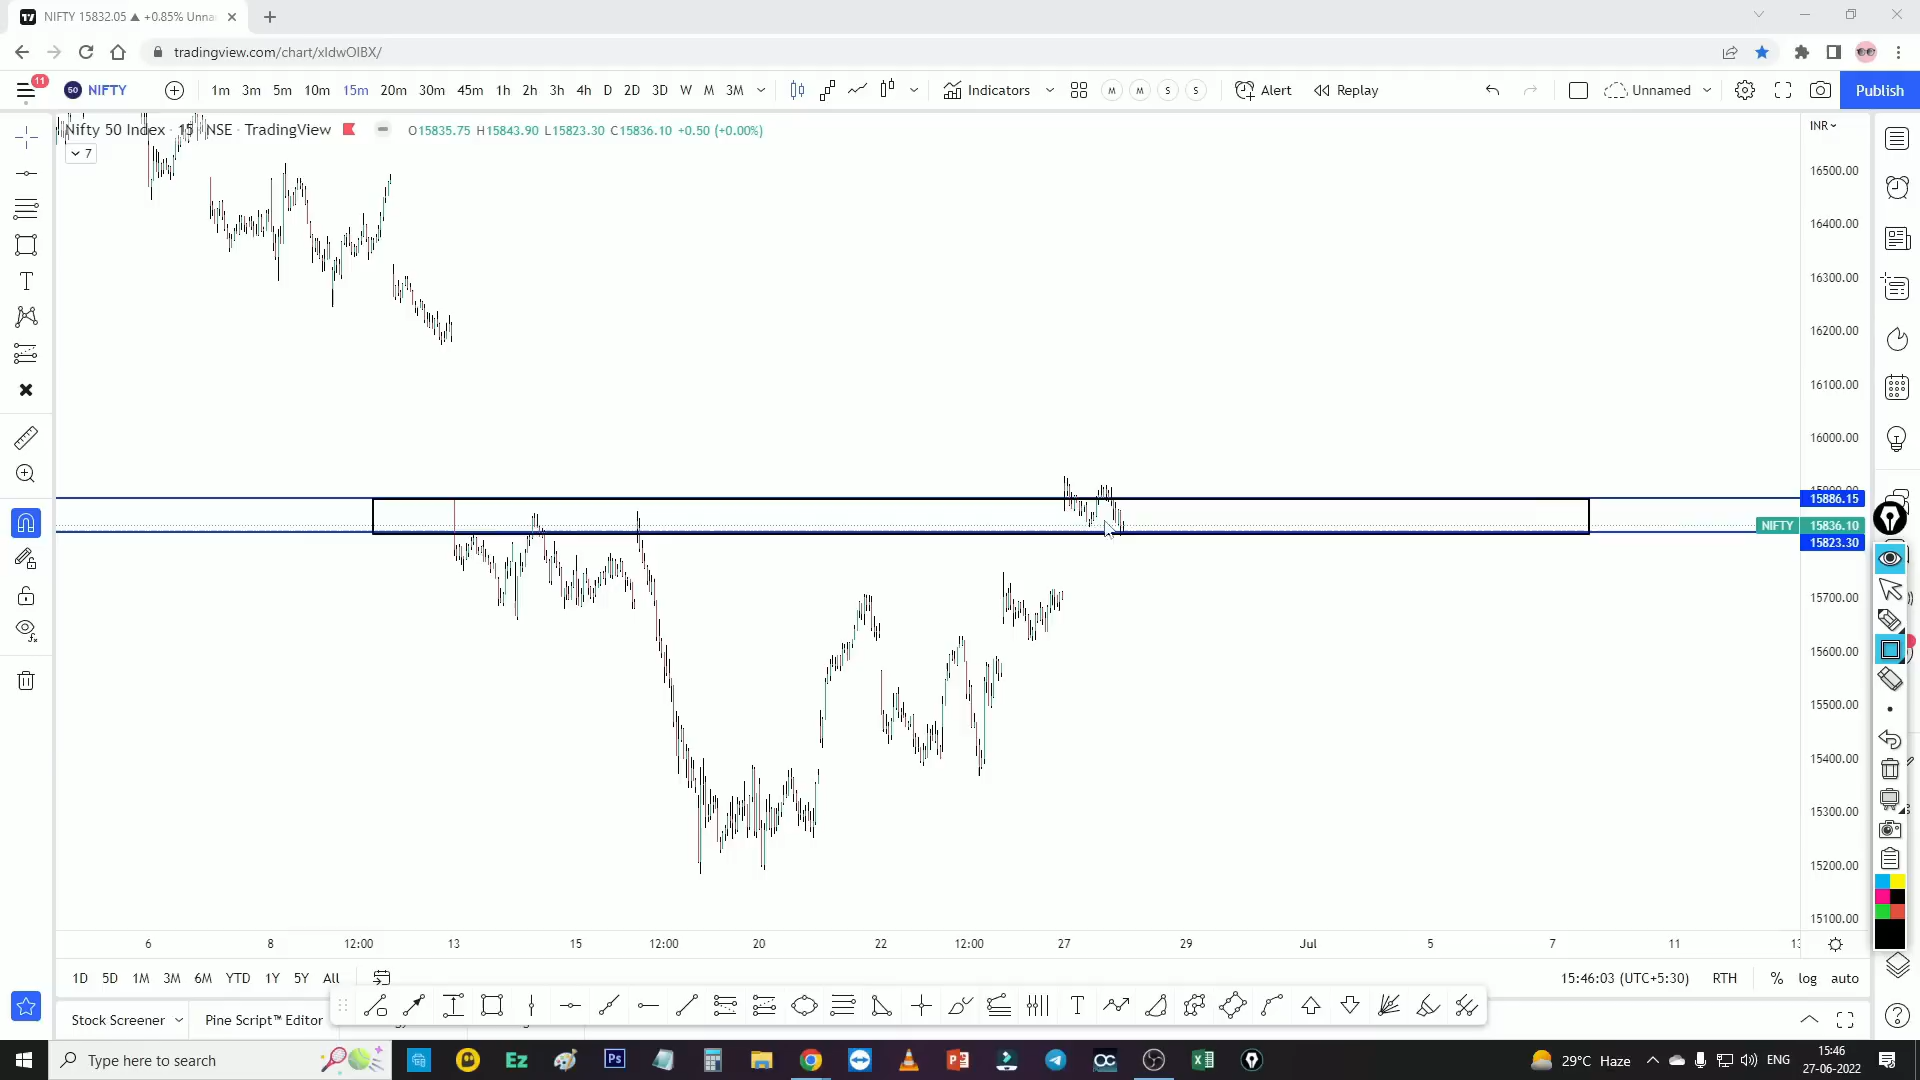 NIFTY 15832.05 ▲ +0.85% Unna
tradingview.com/chart/xIdwOIBX/
11
50 NIFTY 1m 3m 5m 10m 15m 20m 30m 45m 1h 2h 3h 4h D 2D 3D W M 3M Indicators M M S S Alert Replay Unnamed Publish
Nifty 50 Index · 15 · NSE · TradingView O15835.75 H15843.90 L15823.30 C15836.10 +0.50 (+0.00%) INR
7
16500.00
16400.00
16300.00
16200.00
16100.00
16000.00
15886.15
NIFTY 15836.10
15823.30
15700.00
15600.00
15500.00
15400.00
15300.00
15200.00
15100.00
6 8 12:00 13 15 12:00 20 22 12:00 27 29 Jul 5 7 11
1D 5D 1M 3M 6M YTD 1Y 5Y All 15:46:03 (UTC+5:30) RTH % log auto
Stock Screener Pine Script™ Editor
Type here to search Ez Ps OC 29°C Haze ENG 15:46
27-06-2022